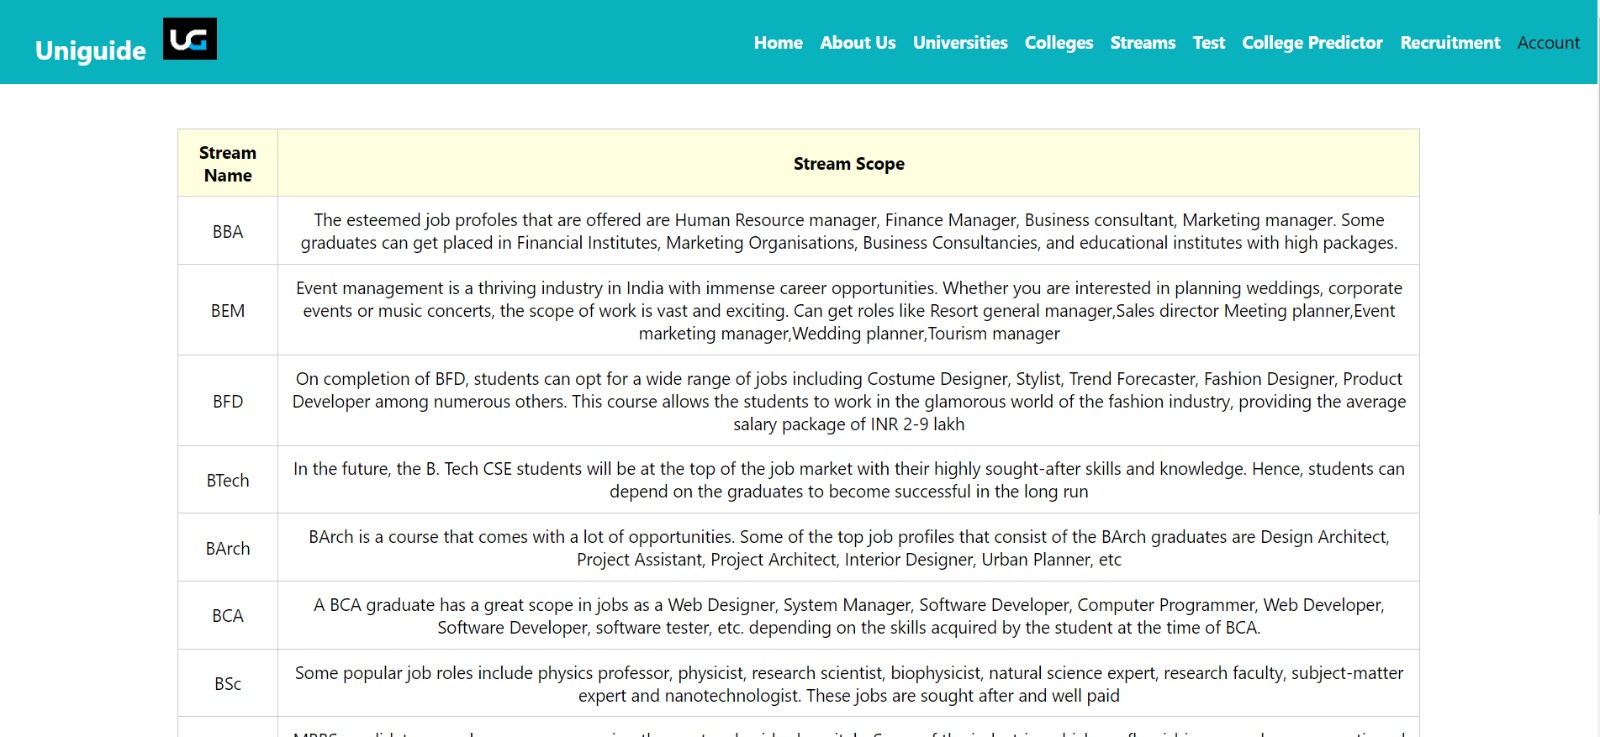 Uniguide UG Home About Us Universities Colleges Streams Test College Predictor Recruitment Account
Stream
Name
Stream Scope
BBA
The esteemed job profoles that are offered are Human Resource manager, Finance Manager, Business consultant, Marketing manager. Some
graduates can get placed in Financial Institutes, Marketing Organisations, Business Consultancies, and educational institutes with high packages.
BEM
Event management is a thriving industry in India with immense career opportunities. Whether you are interested in planning weddings, corporate
events or music concerts, the scope of work is vast and exciting. Can get roles like Resort general manager,Sales director Meeting planner,Event
marketing manager,Wedding planner,Tourism manager
BFD
On completion of BFD, students can opt for a wide range of jobs including Costume Designer, Stylist, Trend Forecaster, Fashion Designer, Product
Developer among numerous others. This course allows the students to work in the glamorous world of the fashion industry, providing the average
salary package of INR 2-9 lakh
BTech
In the future, the B. Tech CSE students will be at the top of the job market with their highly sought-after skills and knowledge. Hence, students can
depend on the graduates to become successful in the long run
BArch
BArch is a course that comes with a lot of opportunities. Some of the top job profiles that consist of the BArch graduates are Design Architect,
Project Assistant, Project Architect, Interior Designer, Urban Planner, etc
BCA
A BCA graduate has a great scope in jobs as a Web Designer, System Manager, Software Developer, Computer Programmer, Web Developer,
Software Developer, software tester, etc. depending on the skills acquired by the student at the time of BCA.
BSc
Some popular job roles include physics professor, physicist, research scientist, biophysicist, natural science expert, research faculty, subject-matter
expert and nanotechnologist. These jobs are sought after and well paid